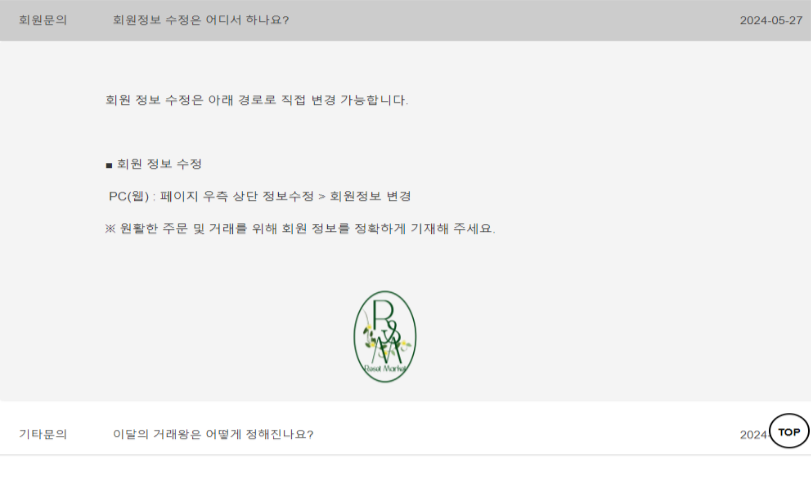 회원문의 회원정보 수정은 어디서 하나요? 2024-05-27
회원 정보 수정은 아래 경로로 직접 변경 가능합니다.
■ 회원 정보 수정
PC(웹) : 페이지 우측 상단 정보수정 > 회원정보 변경
※ 원활한 주문 및 거래를 위해 회원 정보를 정확하게 기재해 주세요.
Reset Market
기타문의 이달의 거래왕은 어떻게 정해진나요? 2024
TOP